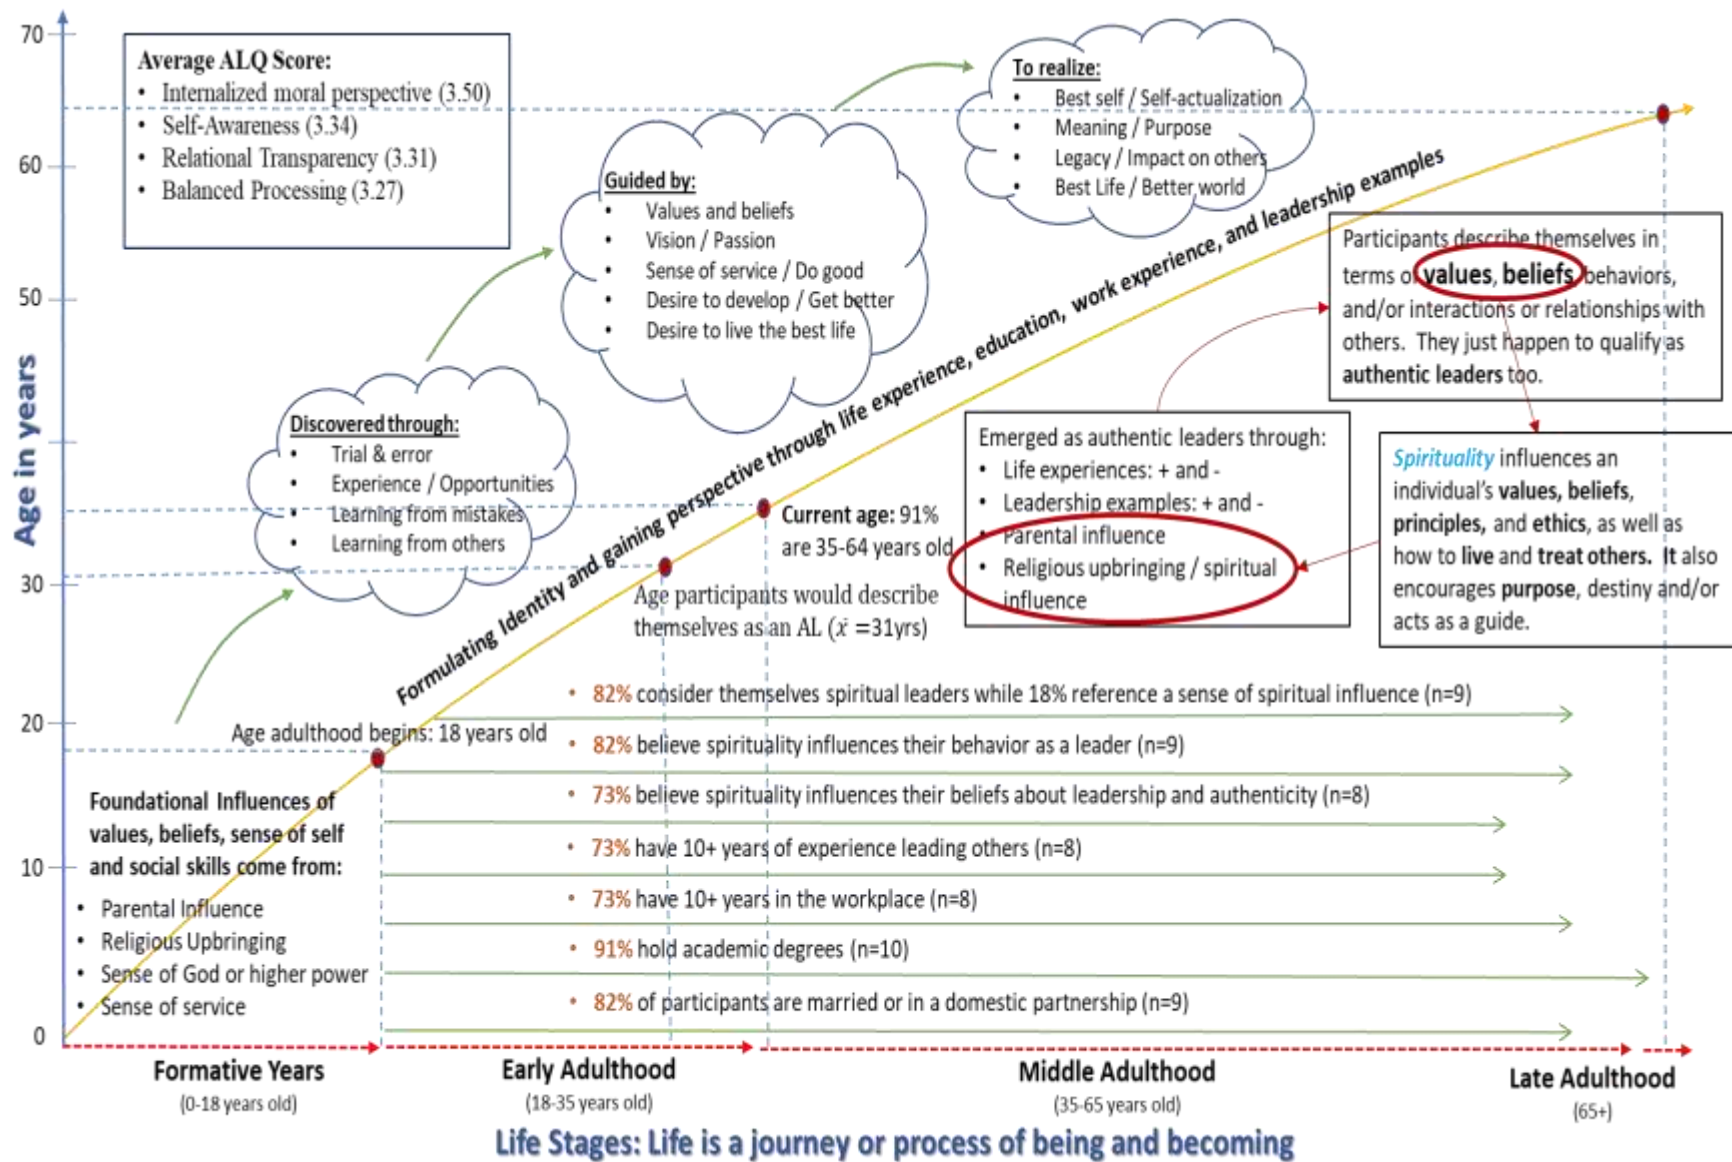 70
60
50
30
20
10
0
Age in years
Average ALQ Score:
• Internalized moral perspective (3.50)
• Self-Awareness (3.34)
• Relational Transparency (3.31)
• Balanced Processing (3.27)
To realize:
• Best self / Self-actualization
• Meaning / Purpose
• Legacy / Impact on others
• Best Life / Better world
Guided by:
• Values and beliefs
• Vision / Passion
• Sense of service / Do good
• Desire to develop / Get better
• Desire to live the best life
Discovered through:
• Trial & error
• Experience / Opportunities
• Learning from mistakes
• Learning from others
Formulating Identity and gaining perspective through life experience, education, work experience, and leadership examples
Participants describe themselves in
terms of values, beliefs, behaviors,
and/or interactions or relationships with
others. They just happen to qualify as
authentic leaders too.
Emerged as authentic leaders through:
• Life experiences: + and -
• Leadership examples: + and -
• Parental influence
• Religious upbringing / spiritual
influence
Spirituality influences an
individual's values, beliefs,
principles, and ethics, as well as
how to live and treat others. It also
encourages purpose, destiny and/or
acts as a guide.
Current age: 91%
are 35-64 years old
Age participants would describe
themselves as an AL (x̄ =31yrs)
Age adulthood begins: 18 years old
Foundational Influences of
values, beliefs, sense of self
and social skills come from:
• Parental Influence
• Religious Upbringing
• Sense of God or higher power
• Sense of service
• 82% consider themselves spiritual leaders while 18% reference a sense of spiritual influence (n=9)
• 82% believe spirituality influences their behavior as a leader (n=9)
• 73% believe spirituality influences their beliefs about leadership and authenticity (n=8)
• 73% have 10+ years of experience leading others (n=8)
• 73% have 10+ years in the workplace (n=8)
• 91% hold academic degrees (n=10)
• 82% of participants are married or in a domestic partnership (n=9)
Formative Years
(0-18 years old)
Early Adulthood
(18-35 years old)
Middle Adulthood
(35-65 years old)
Late Adulthood
(65+)
Life Stages: Life is a journey or process of being and becoming